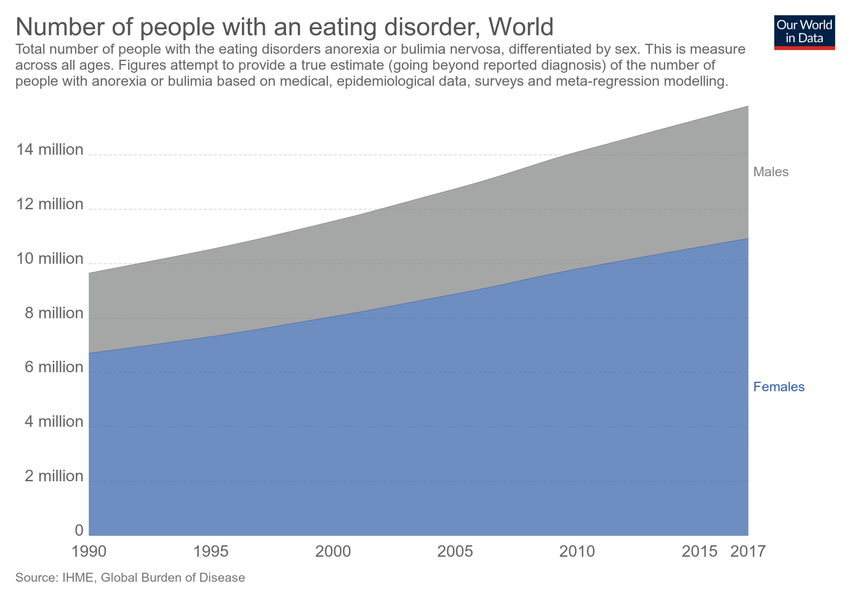 Number of people with an eating disorder, World
Our World
in Data
Total number of people with the eating disorders anorexia or bulimia nervosa, differentiated by sex. This is measure
across all ages. Figures attempt to provide a true estimate (going beyond reported diagnosis) of the number of
people with anorexia or bulimia based on medical, epidemiological data, surveys and meta-regression modelling.
14 million
Males
12 million
10 million
8 million
6 million
Females
4 million
2 million
0
1990 1995 2000 2005 2010 2015 2017
Source: IHME, Global Burden of Disease